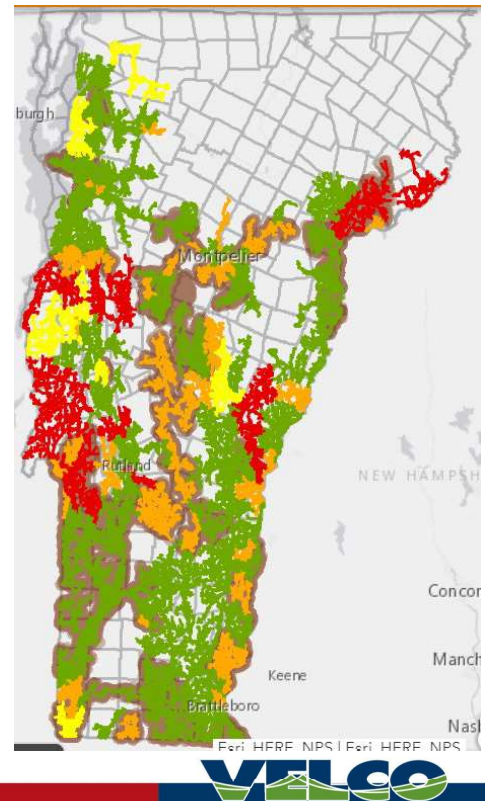 burgh
Montpelier
Rutland
NEW HAMPSH
Concor
Manch
Keene
Brattleboro
Nash
Esri, HERE, NPS | Esri, HERE, NPS
VELCO